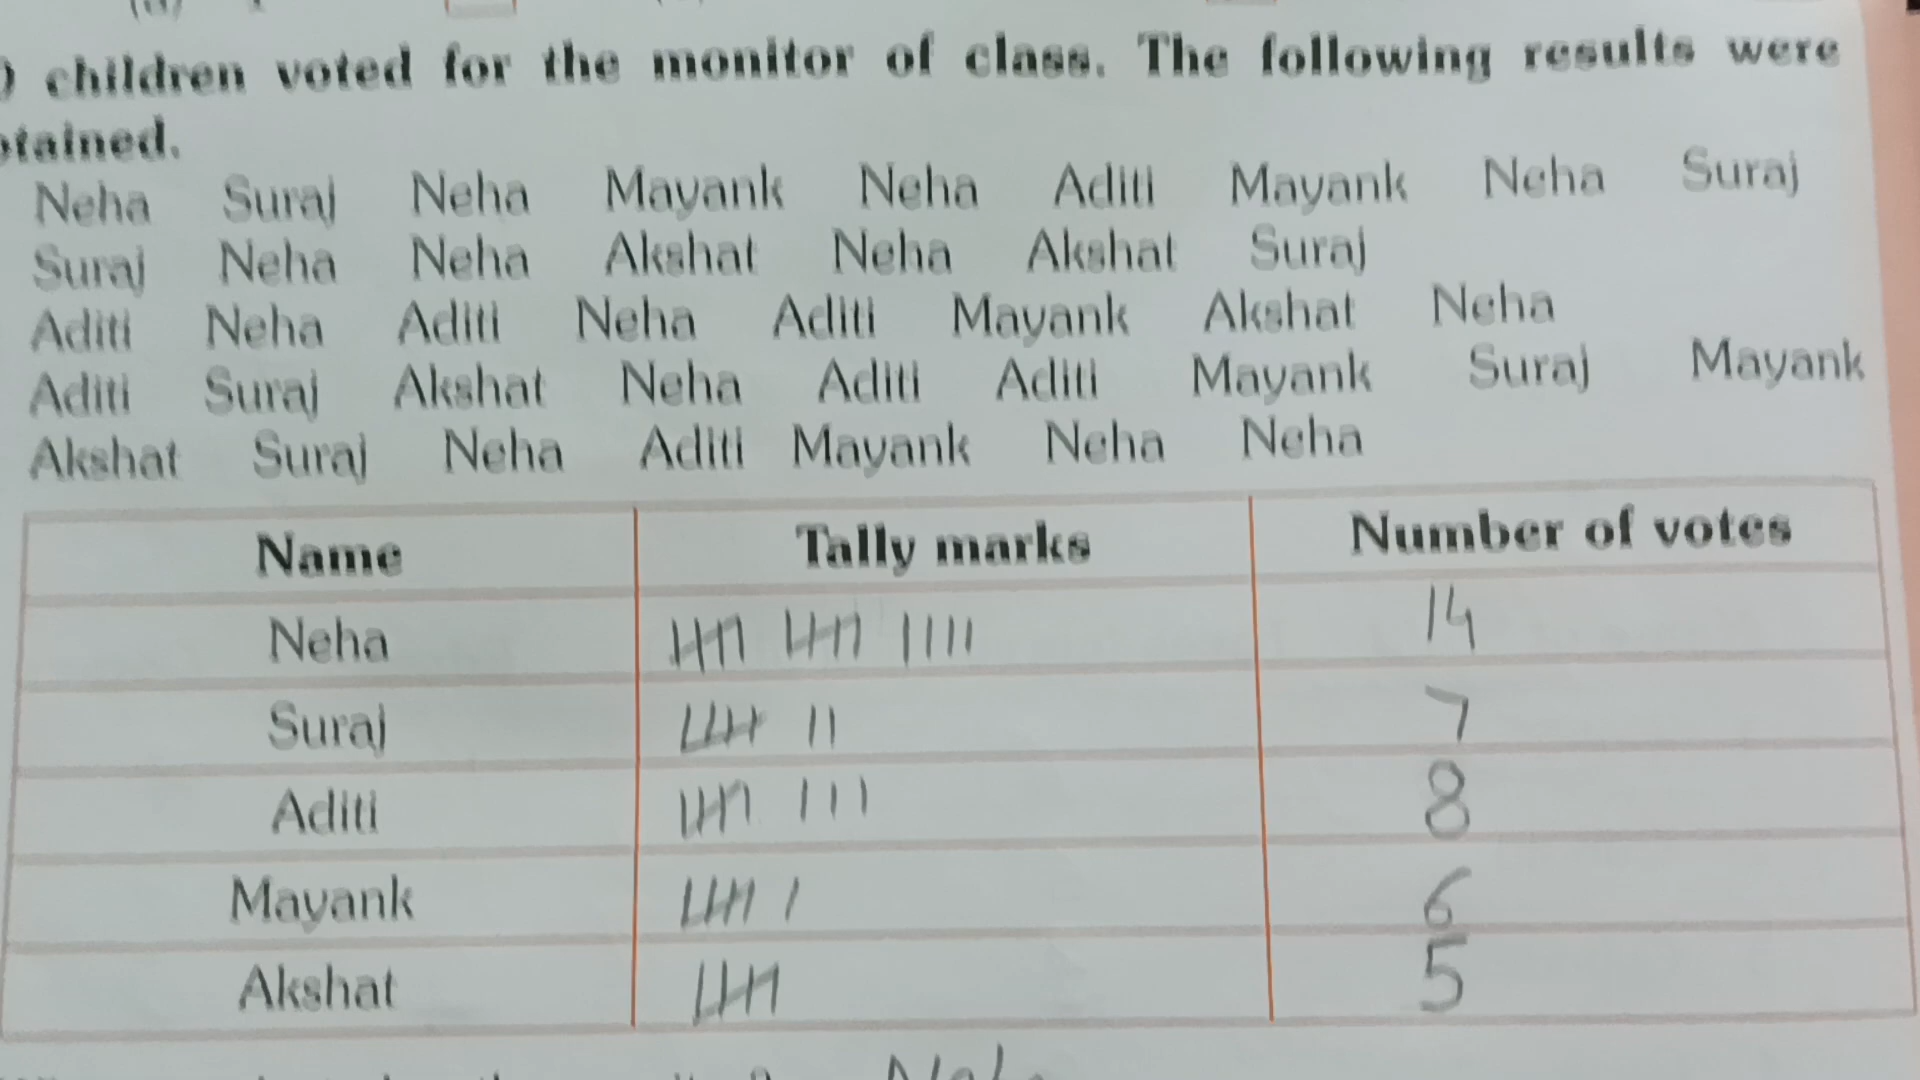 children voted for the monitor of class. The following results were
Neha Suraj Neha Mayank Neha Aditi Mayank Neha Suraj
Suraj Neha Neha Akshat Neha Akshat Suraj
Aditi Neha Aditi Neha Aditi Mayank Akshat Neha
Aditi Suraj Akshat Neha Aditi Aditi Mayank Suraj Mayank
Akshat Suraj Neha Aditi Mayank Neha Neha
Name Tally marks Number of votes
Neha 14
Suraj 7
Aditi 8
Mayank 6
Akshat 5